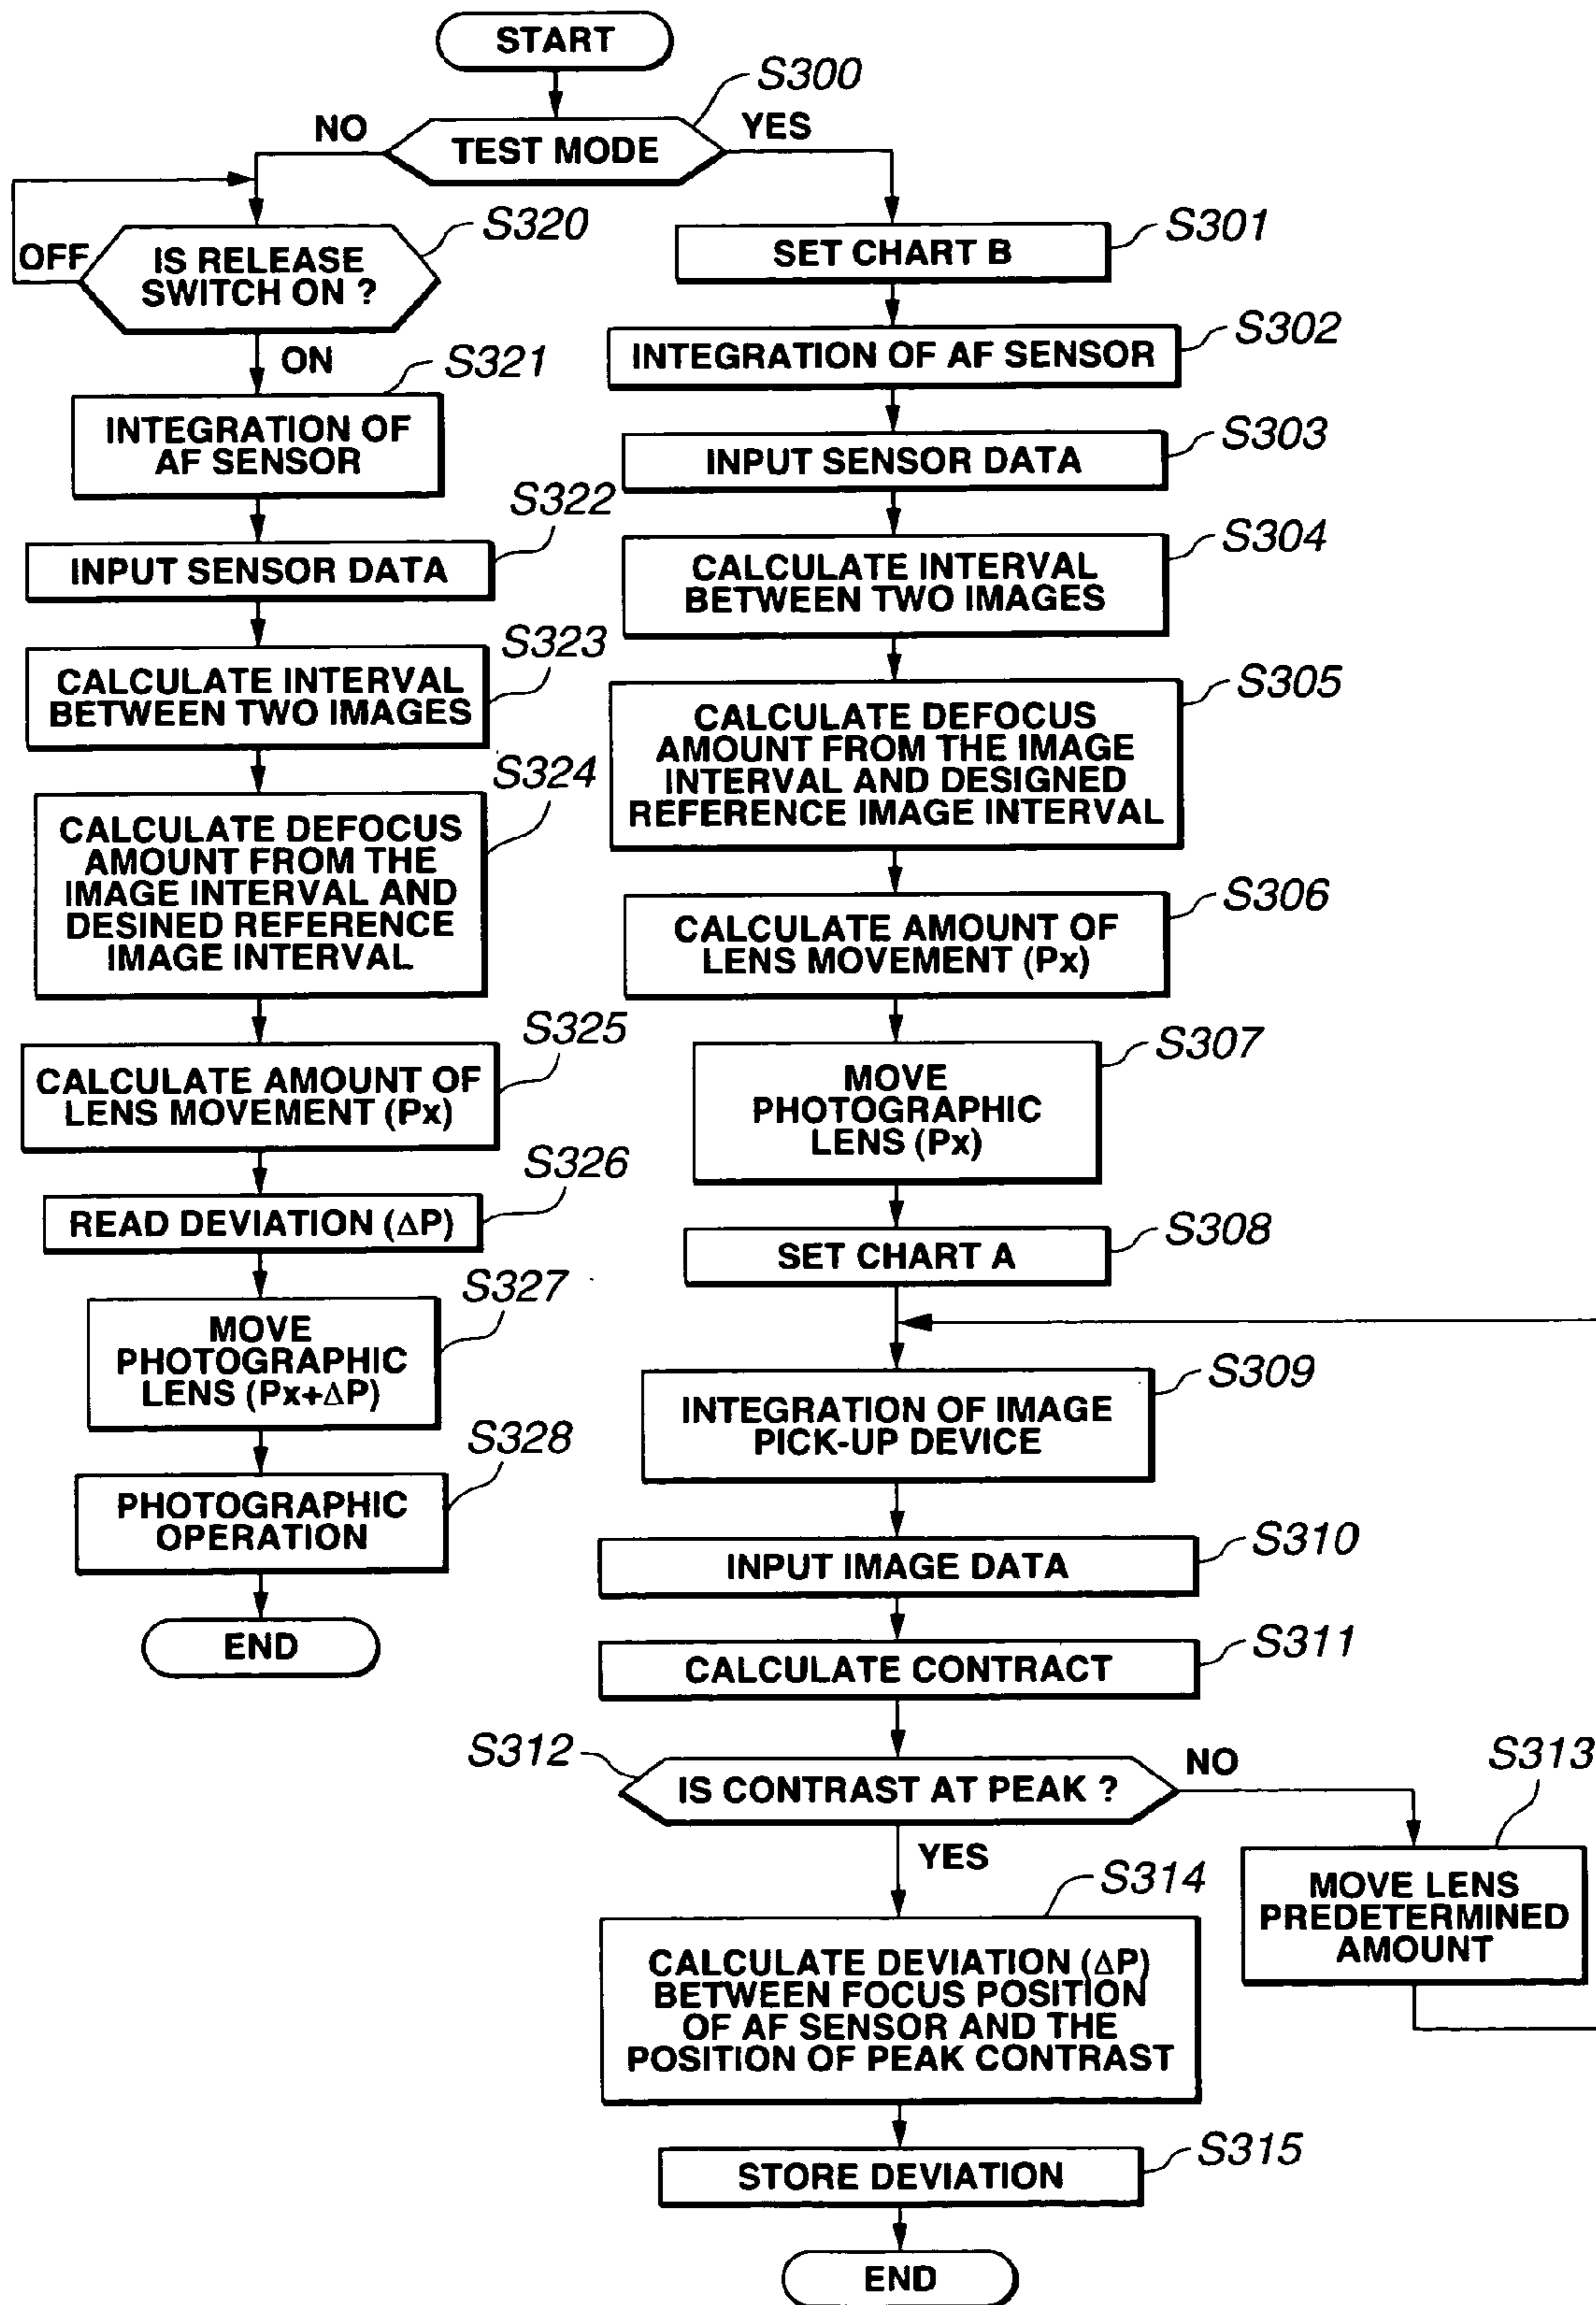 START
S300
NO
YES
TEST MODE
S320
OFF
IS RELEASE
SWITCH ON ?
ON
S321
INTEGRATION OF
AF SENSOR
S322
INPUT SENSOR DATA
S323
CALCULATE INTERVAL
BETWEEN TWO IMAGES
S324
CALCULATE DEFOCUS
AMOUNT FROM THE
IMAGE INTERVAL AND
DESINED REFERENCE
IMAGE INTERVAL
S325
CALCULATE AMOUNT OF
LENS MOVEMENT (Px)
S326
READ DEVIATION (ΔP)
S327
MOVE
PHOTOGRAPHIC
LENS (Px+ΔP)
S328
PHOTOGRAPHIC
OPERATION
END
S301
SET CHART B
S302
INTEGRATION OF AF SENSOR
S303
INPUT SENSOR DATA
S304
CALCULATE INTERVAL
BETWEEN TWO IMAGES
S305
CALCULATE DEFOCUS
AMOUNT FROM THE IMAGE
INTERVAL AND DESIGNED
REFERENCE IMAGE INTERVAL
S306
CALCULATE AMOUNT OF
LENS MOVEMENT (Px)
S307
MOVE
PHOTOGRAPHIC
LENS (Px)
S308
SET CHART A
S309
INTEGRATION OF IMAGE
PICK-UP DEVICE
S310
INPUT IMAGE DATA
S311
CALCULATE CONTRACT
S312
IS CONTRAST AT PEAK ?
NO
YES
S313
MOVE LENS
PREDETERMINED
AMOUNT
S314
CALCULATE DEVIATION (ΔP)
BETWEEN FOCUS POSITION
OF AF SENSOR AND THE
POSITION OF PEAK CONTRAST
S315
STORE DEVIATION
END